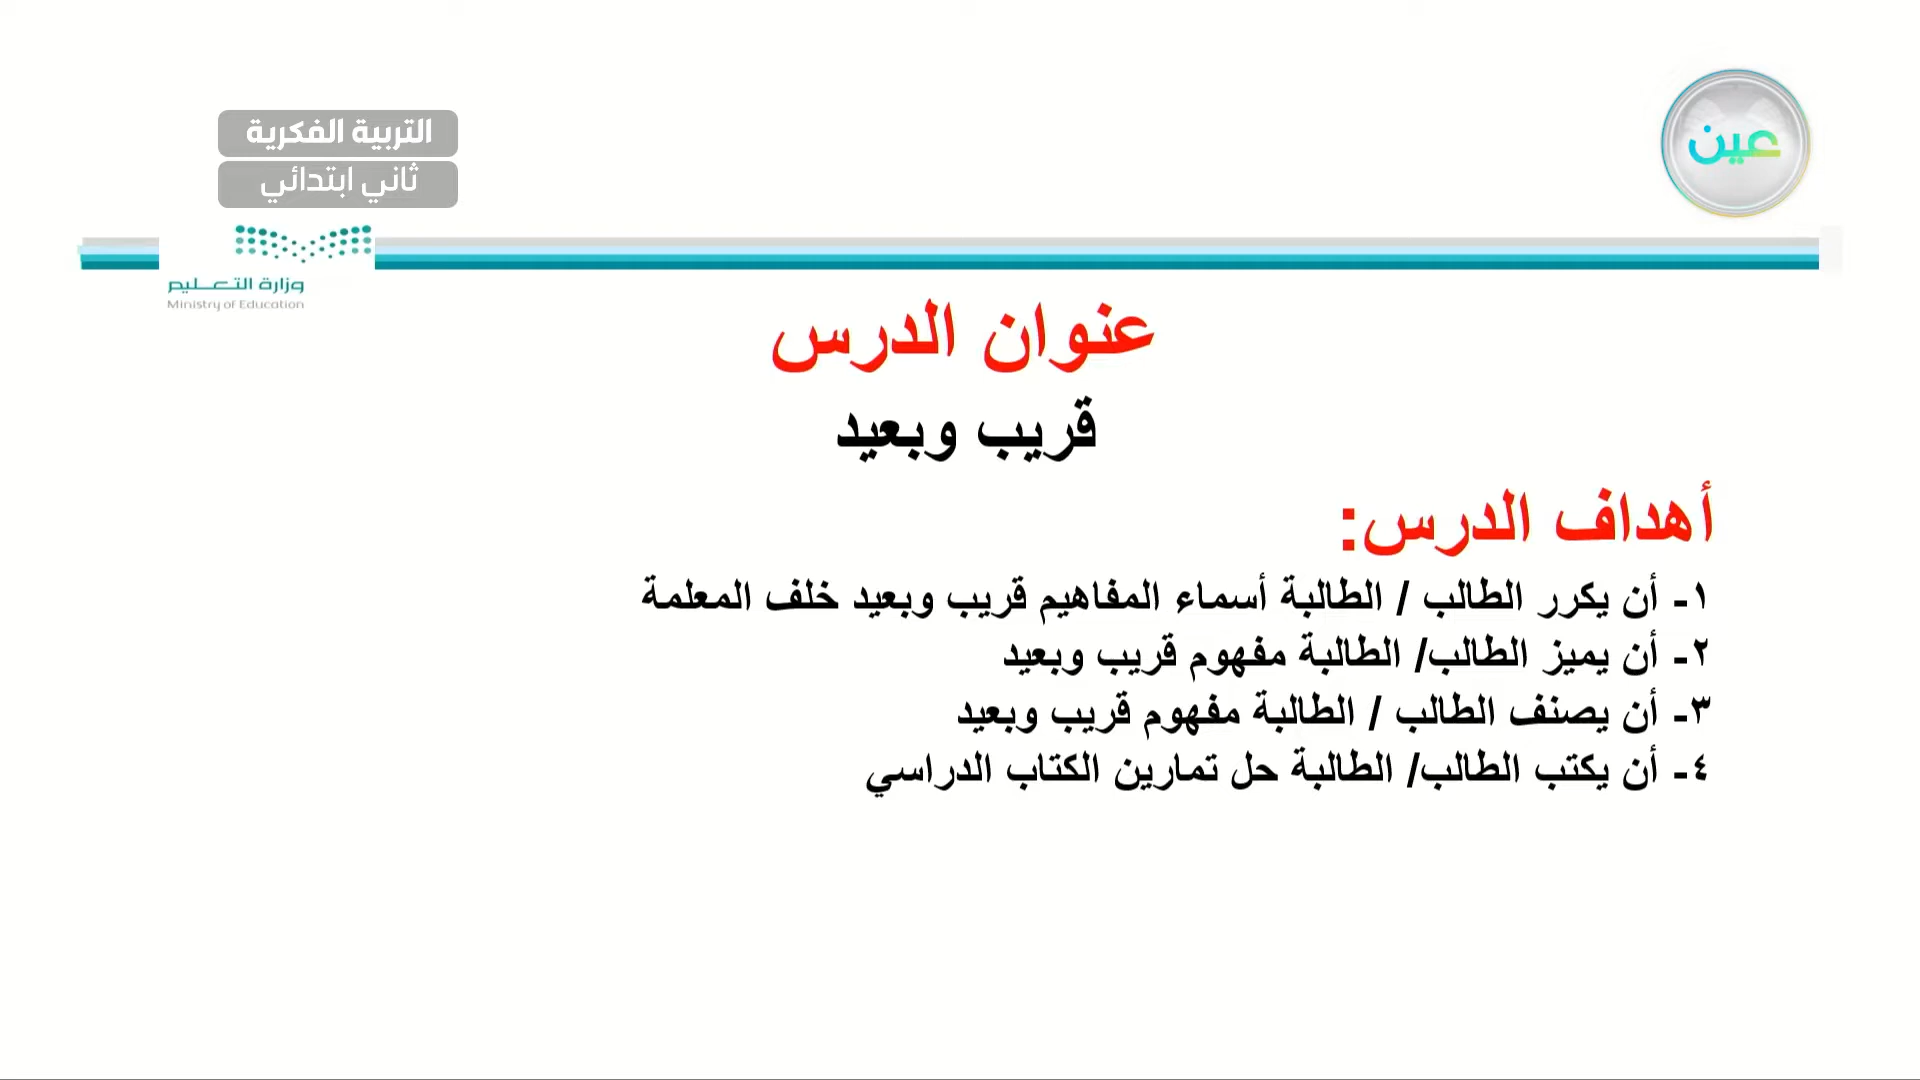 عين
التربية الفكرية
ثاني ابتدائي
وزارة التعليم
Ministry of Education
عنوان الدرس
قريب وبعيد
أهداف الدرس:
١- أن يكرر الطالب / الطالبة أسماء المفاهيم قريب وبعيد خلف المعلمة
٢- أن يميز الطالب/ الطالبة مفهوم قريب وبعيد
٣- أن يصنف الطالب / الطالبة مفهوم قريب وبعيد
٤- أن يكتب الطالب/ الطالبة حل تمارين الكتاب الدراسي